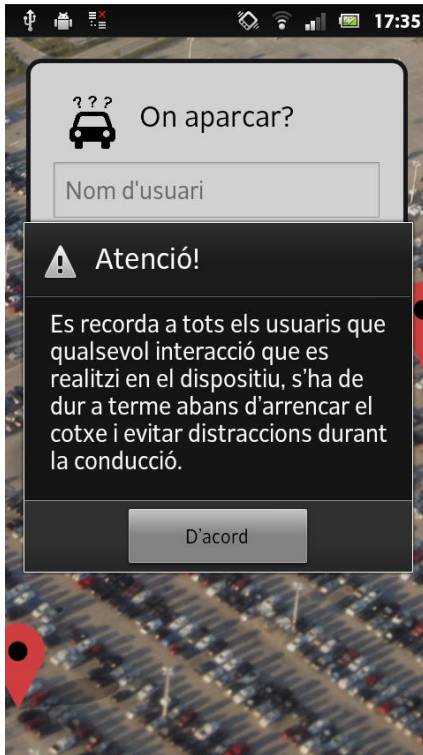 17:35
? ? ?
On aparcar?
Nom d'usuari
Atenció!
Es recorda a tots els usuaris que
qualsevol interacció que es
realitzi en el dispositiu, s'ha de
dur a terme abans d'arrencar el
cotxe i evitar distraccions durant
la conducció.
D'acord